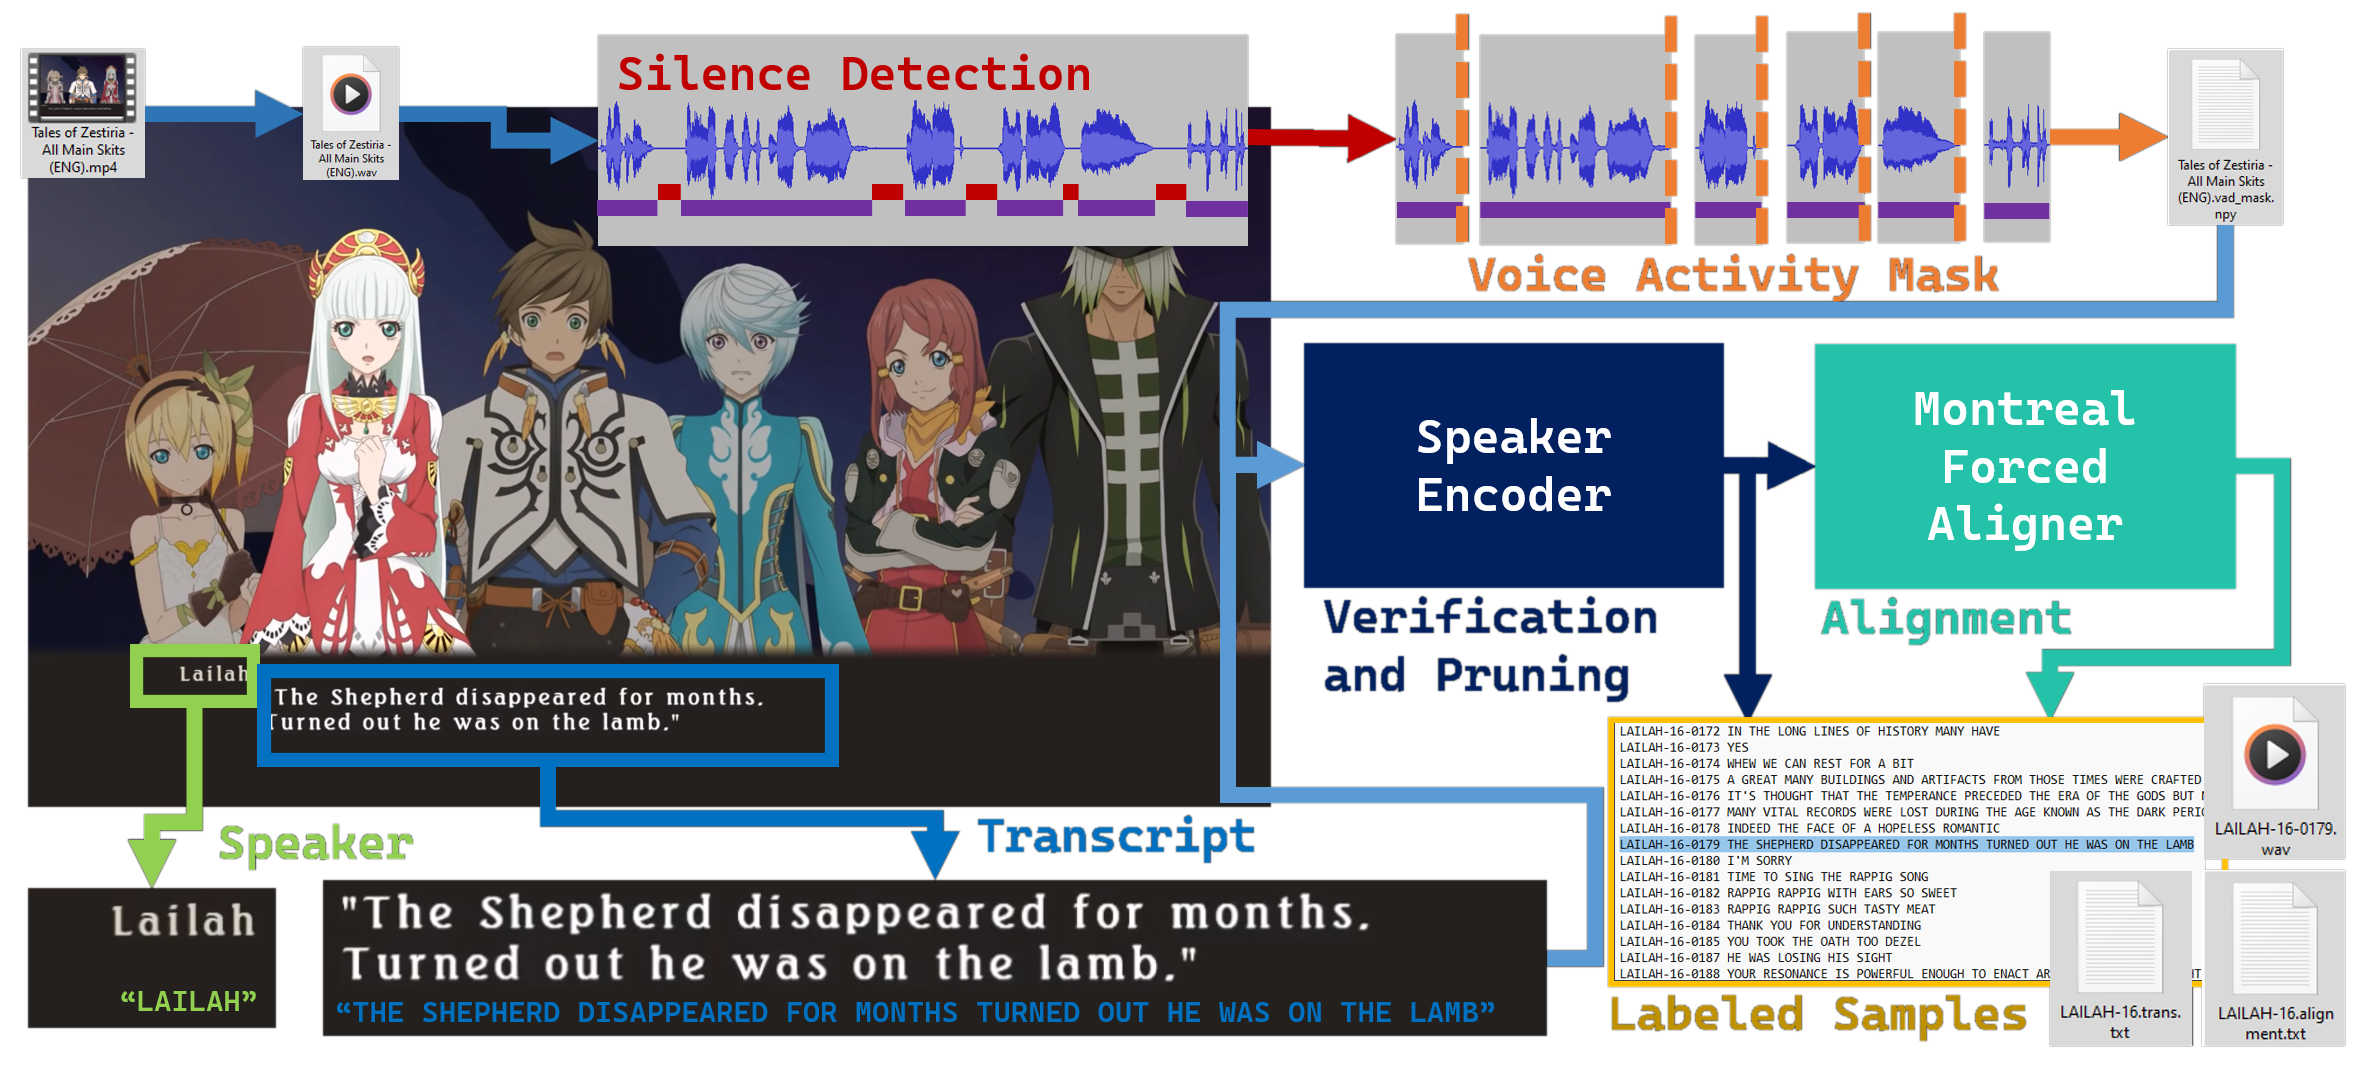 Tales of Zestiria -
All Main Skits
(ENG).mp4
Tales of Zestiria -
All Main Skits
(ENG).wav
Silence Detection
Tales of Zestiria -
All Main Skits
(ENG).vad_mask.
npy
Voice Activity Mask
Speaker
Encoder
Montreal
Forced
Aligner
Verification
and Pruning
Alignment
Lailah
"The Shepherd disappeared for months.
Turned out he was on the lamb."
Speaker
Transcript
Lailah
"LAILAH"
"The Shepherd disappeared for months.
Turned out he was on the lamb."
“THE SHEPHERD DISAPPEARED FOR MONTHS TURNED OUT HE WAS ON THE LAMB”
LAILAH-16-0172 IN THE LONG LINES OF HISTORY MANY HAVE
LAILAH-16-0173 YES
LAILAH-16-0174 WHEW WE CAN REST FOR A BIT
LAILAH-16-0175 A GREAT MANY BUILDINGS AND ARTIFACTS FROM THOSE TIMES WERE CRAFTED
LAILAH-16-0176 IT'S THOUGHT THAT THE TEMPERANCE PRECEDED THE ERA OF THE GODS BUT
LAILAH-16-0177 MANY VITAL RECORDS WERE LOST DURING THE AGE KNOWN AS THE DARK
LAILAH-16-0178 INDEED THE FACE OF A HOPELESS ROMANTIC
LAILAH-16-0179 THE SHEPHERD DISAPPEARED FOR MONTHS TURNED OUT HE WAS ON THE LAMB
LAILAH-16-0180 I'M SORRY
LAILAH-16-0181 TIME TO SING THE RAPPIG SONG
LAILAH-16-0182 RAPPIG RAPPIG WITH EARS SO SWEET
LAILAH-16-0183 RAPPIG RAPPIG SUCH TASTY MEAT
LAILAH-16-0184 THANK YOU FOR UNDERSTANDING
LAILAH-16-0185 YOU TOOK THE OATH TOO DEZEL
LAILAH-16-0187 HE WAS LOSING HIS SIGHT
LAILAH-16-0188 YOUR RESONANCE IS POWERFUL ENOUGH TO ENACT
LAILAH-16-0179.
wav
Labeled Samples
LAILAH-16.trans.
txt
LAILAH-16.align
ment.txt